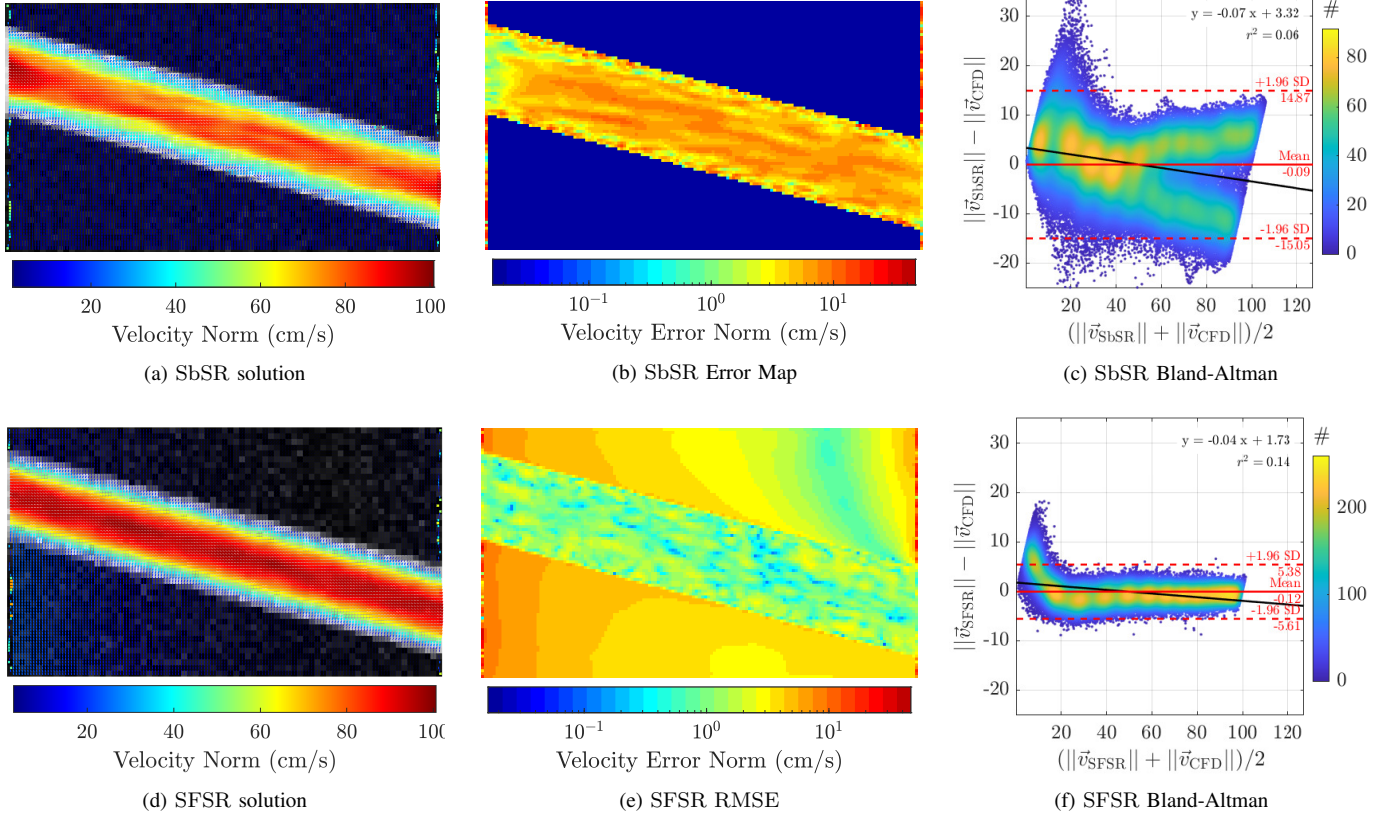 20 40 60 80 100
Velocity Norm (cm/s)
(a) SbSR solution
10⁻¹ 10⁰ 10¹
Velocity Error Norm (cm/s)
(b) SbSR Error Map
y = -0.07 x + 3.32
r² = 0.06
+1.96 SD
14.87
Mean
-0.09
-1.96 SD
-15.05
30
20
10
0
-10
-20
||v⃗SbSR|| − ||v⃗CFD||
20 40 60 80 100 120
(||v⃗SbSR|| + ||v⃗CFD||)/2
#
80
60
40
20
0
(c) SbSR Bland-Altman
20 40 60 80 100
Velocity Norm (cm/s)
(d) SFSR solution
10⁻¹ 10⁰ 10¹
Velocity Error Norm (cm/s)
(e) SFSR RMSE
y = -0.04 x + 1.73
r² = 0.14
+1.96 SD
5.38
Mean
-0.12
-1.96 SD
-5.61
30
20
10
0
-10
-20
||v⃗SFSR|| − ||v⃗CFD||
20 40 60 80 100 120
(||v⃗SFSR|| + ||v⃗CFD||)/2
#
200
100
0
(f) SFSR Bland-Altman